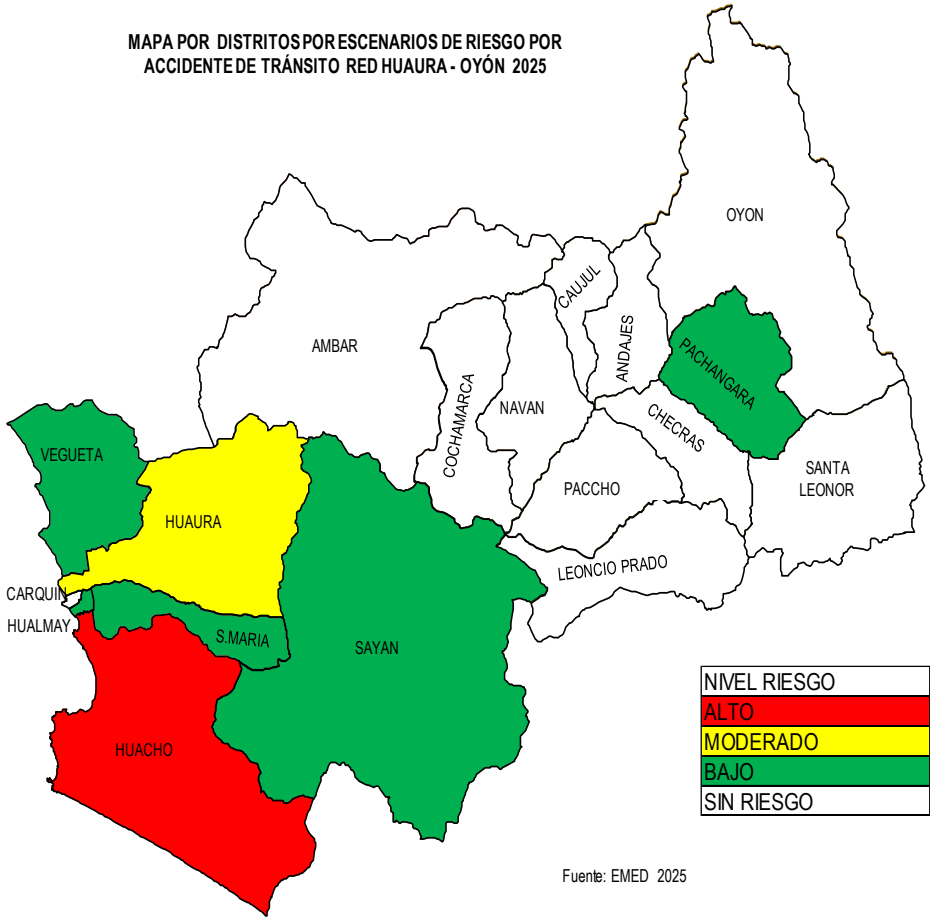 MAPA POR DISTRITOS POR ESCENARIOS DE RIESGO POR
ACCIDENTE DE TRÁNSITO RED HUAURA - OYÓN 2025
OYON
CAUJUL
ANDAJES
AMBAR
PACHANGARA
COCHAMARCA
NAVAN
CHECRAS
VEGUETA
SANTA
LEONOR
PACCHO
HUAURA
LEONCIO PRADO
CARQUIN
HUALMAY
S.MARIA
SAYAN
HUACHO
NIVEL RIESGO
ALTO
MODERADO
BAJO
SIN RIESGO
Fuente: EMED 2025